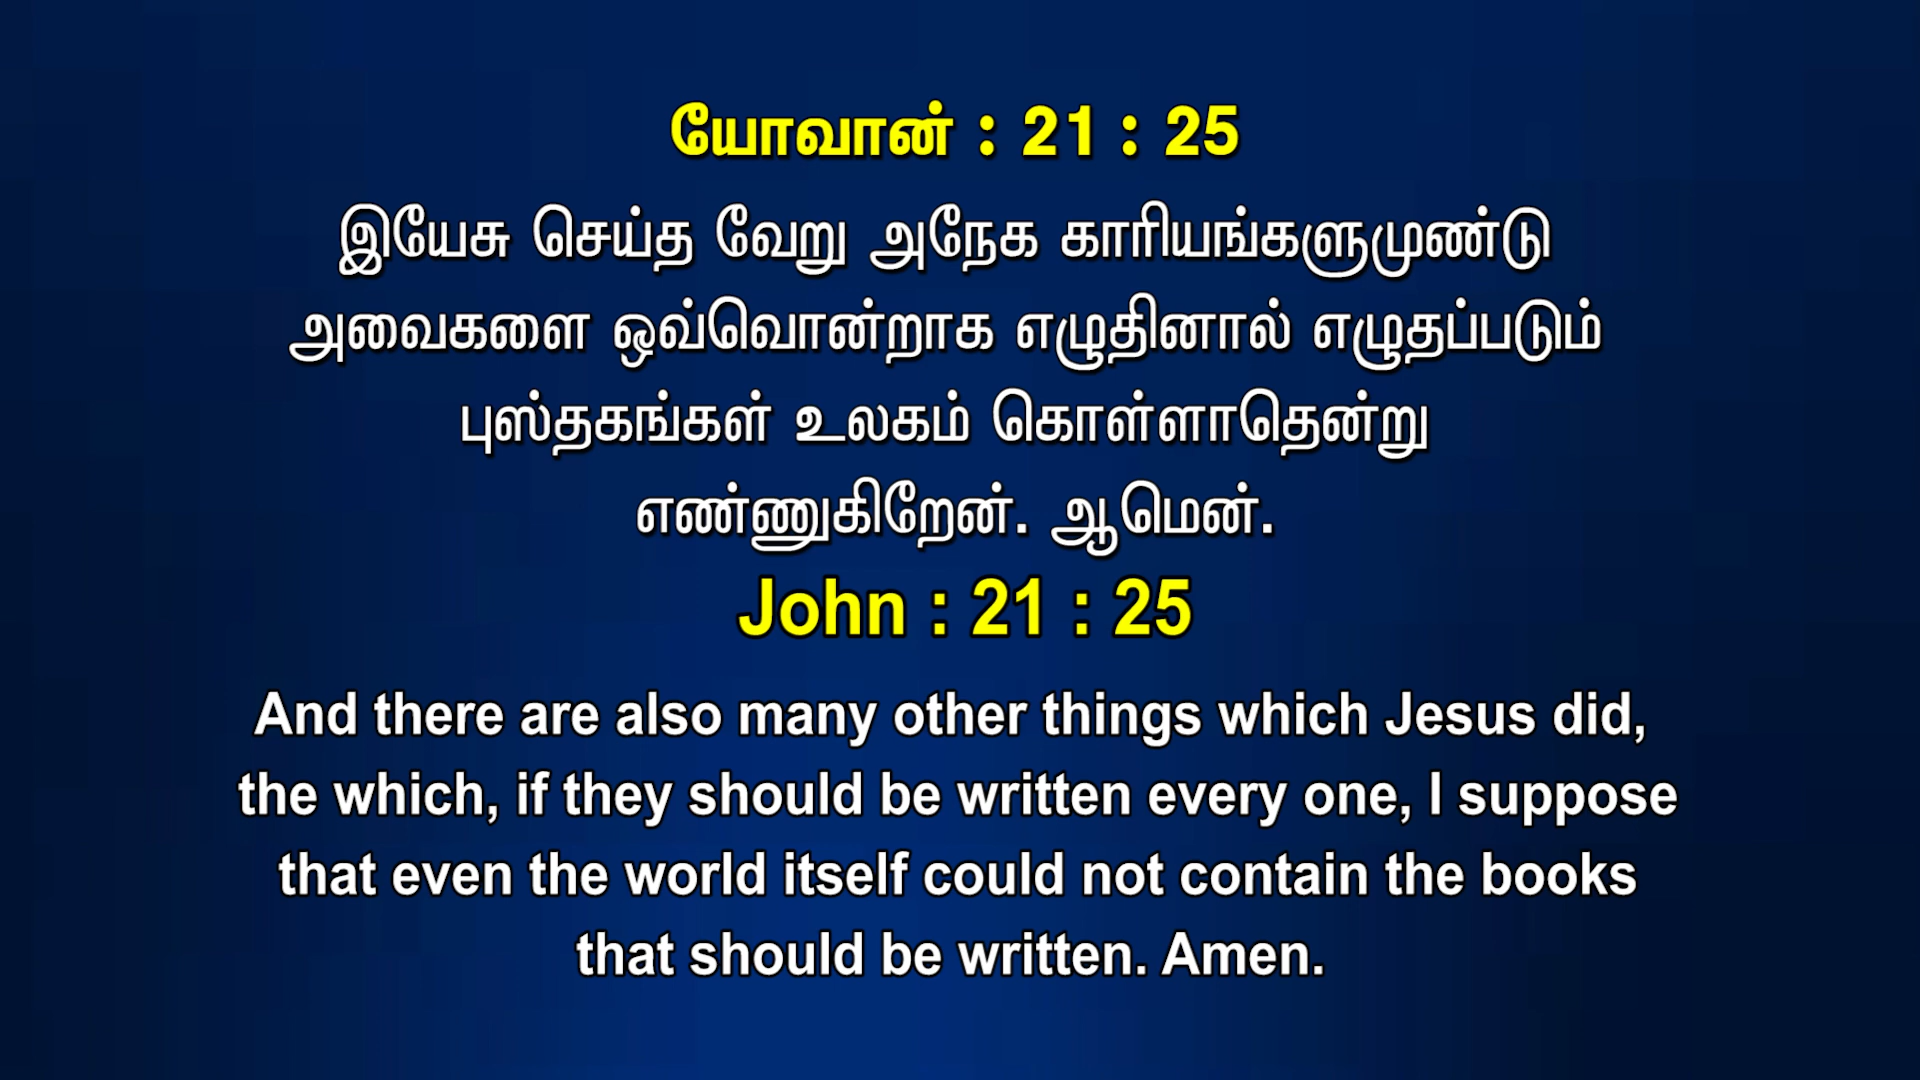 யோவான் : 21 : 25
இயேசு செய்த வேறு அநேக காரியங்களுமுண்டு
அவைகளை ஒவ்வொன்றாக எழுதினால் எழுதப்படும்
புஸ்தகங்கள் உலகம் கொள்ளாதென்று
எண்ணுகிறேன். ஆமென்.
John : 21 : 25
And there are also many other things which Jesus did,
the which, if they should be written every one, I suppose
that even the world itself could not contain the books
that should be written. Amen.